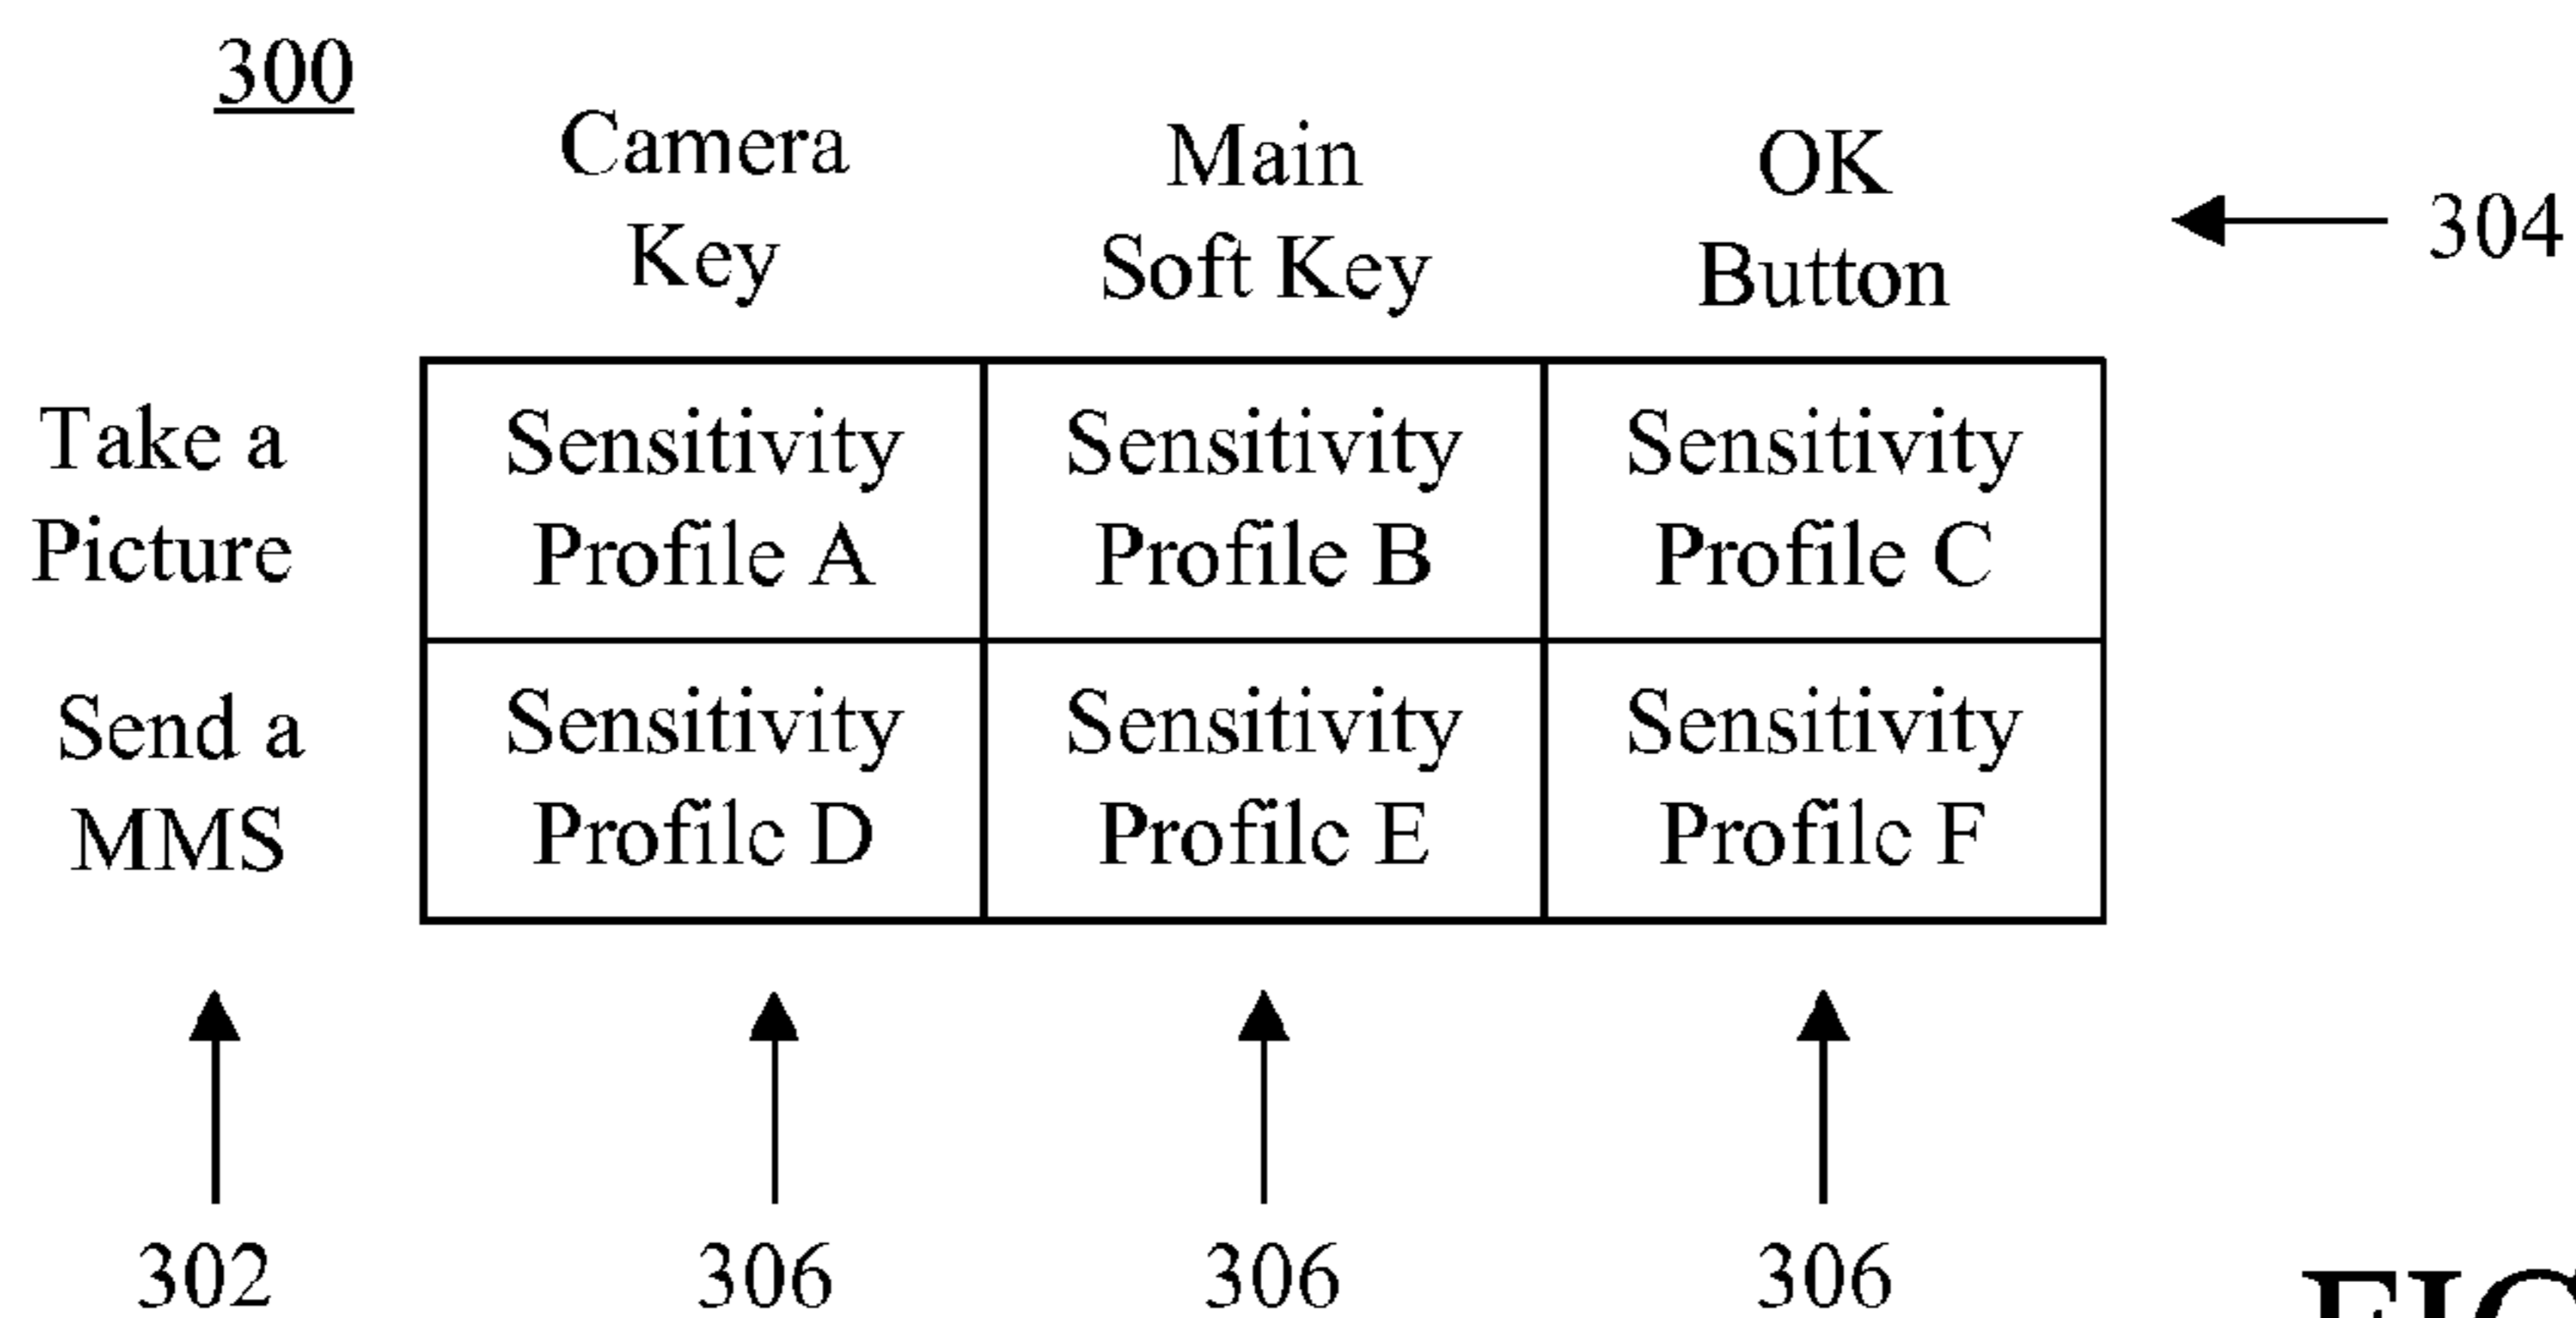 300
Camera Key
Main Soft Key
OK Button
304
Take a Picture
Sensitivity Profile A
Sensitivity Profile B
Sensitivity Profile C
Send a MMS
Sensitivity Profile D
Sensitivity Profile E
Sensitivity Profile F
302
306
306
306